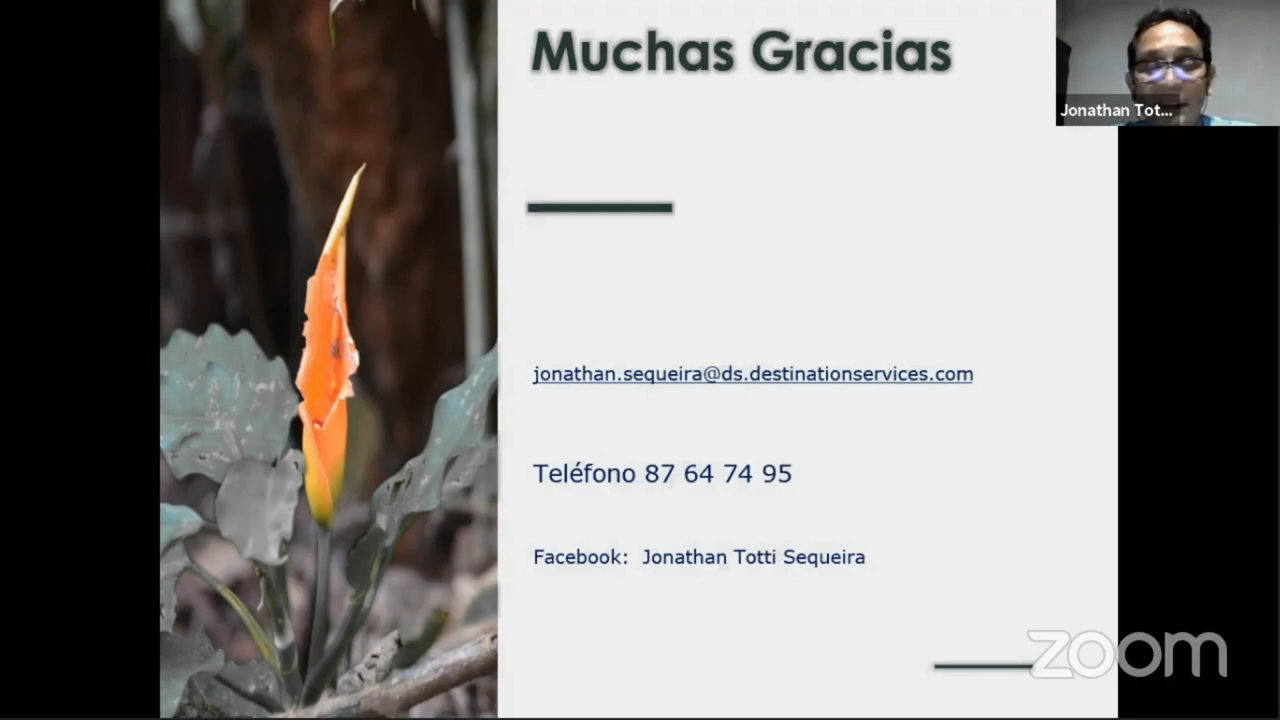 Muchas Gracias
Jonathan Tot...
jonathan.sequeira@ds.destinationservices.com
Teléfono 87 64 74 95
Facebook: Jonathan Totti Sequeira
zoom